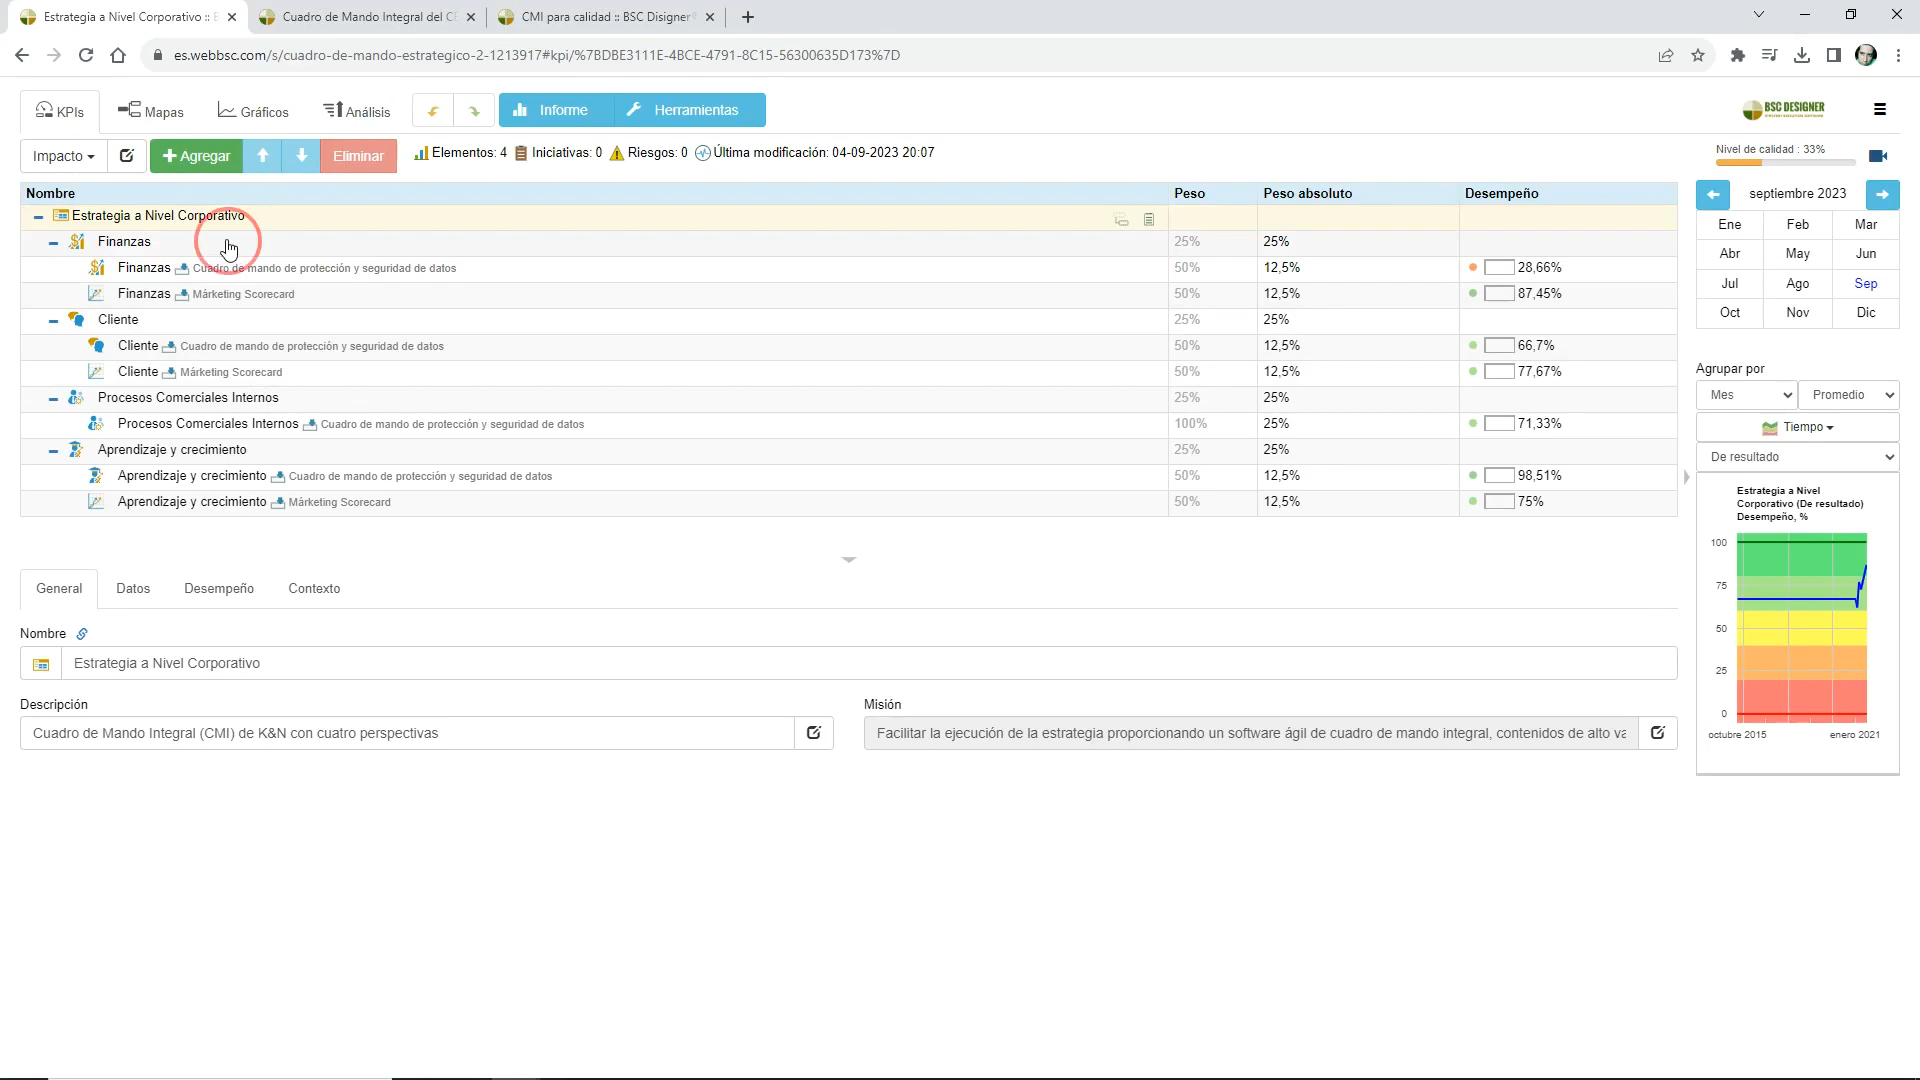 Estrategia a Nivel Corporativo :: B
Cuadro de Mando Integral del CE
CMI para calidad :: BSC Disigner
es.webbsc.com/s/cuadro-de-mando-estrategico-2-1213917#kpi/%7BDBE3111E-4BCE-4791-8C15-56300635D173%7D
KPIs
Mapas
Gráficos
Análisis
Informe
Herramientas
BSC DESIGNER
Impacto
Agregar
Eliminar
Elementos: 4
Iniciativas: 0
Riesgos: 0
Última modificación: 04-09-2023 20:07
Nivel de calidad : 33%
Nombre Peso Peso absoluto Desempeño
Estrategia a Nivel Corporativo
Finanzas 25% 25%
Finanzas Cuadro de mando de protección y seguridad de datos 50% 12,5% 28,66%
Finanzas Márketing Scorecard 50% 12,5% 87,45%
Cliente 25% 25%
Cliente Cuadro de mando de protección y seguridad de datos 50% 12,5% 66,7%
Cliente Márketing Scorecard 50% 12,5% 77,67%
Procesos Comerciales Internos 25% 25%
Procesos Comerciales Internos Cuadro de mando de protección y seguridad de datos 100% 25% 71,33%
Aprendizaje y crecimiento 25% 25%
Aprendizaje y crecimiento Cuadro de mando de protección y seguridad de datos 50% 12,5% 98,51%
Aprendizaje y crecimiento Márketing Scorecard 50% 12,5% 75%
septiembre 2023
Ene Feb Mar
Abr May Jun
Jul Ago Sep
Oct Nov Dic
Agrupar por
Mes
Promedio
Tiempo
De resultado
Estrategia a Nivel
Corporativo (De resultado)
Desempeño, %
100
75
50
25
0
octubre 2015 enero 2021
General
Datos
Desempeño
Contexto
Nombre
Estrategia a Nivel Corporativo
Descripción
Cuadro de Mando Integral (CMI) de K&N con cuatro perspectivas
Misión
Facilitar la ejecución de la estrategia proporcionando un software ágil de cuadro de mando integral, contenidos de alto va